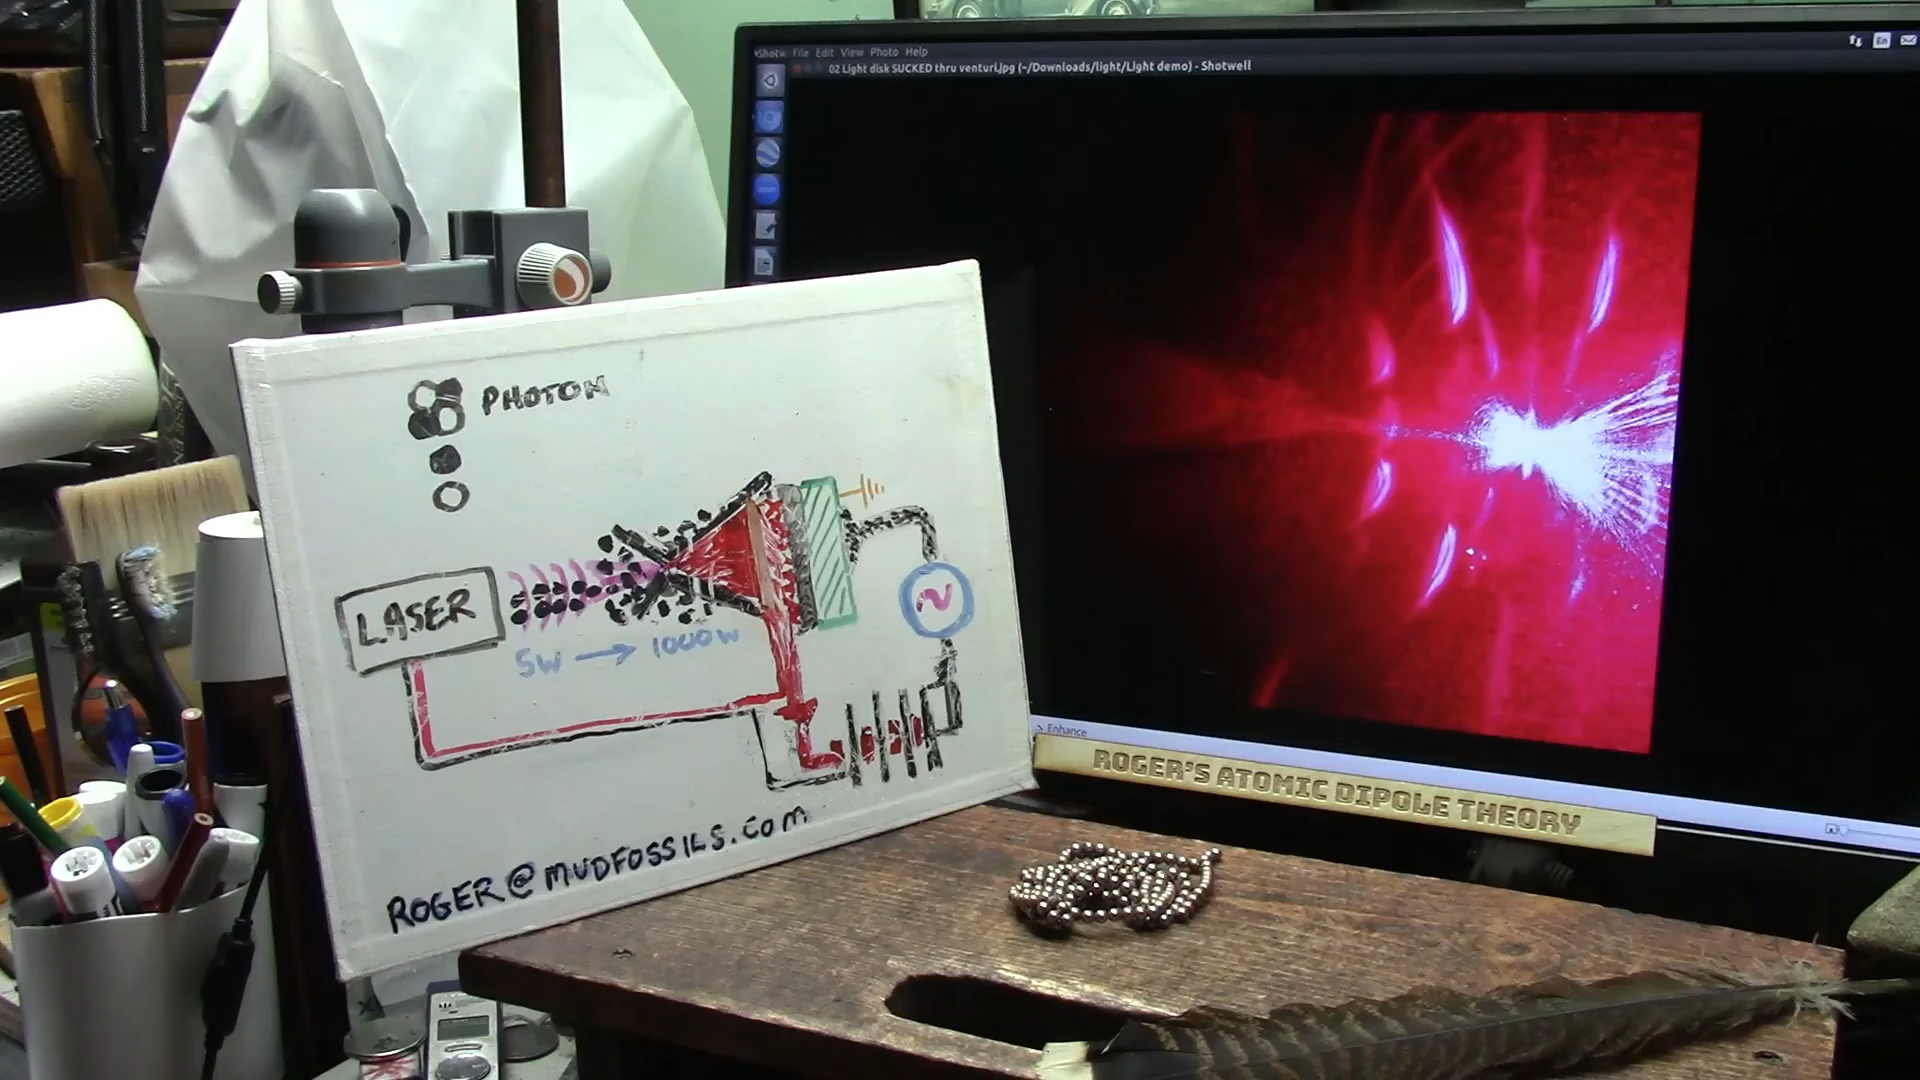 Shotw File Edit View Photo Help
En
02 Light disk SUCKED thru venturi.jpg (~/Downloads/light/Light demo) - Shotwell
PHOTON
LASER
5W → 1000W
ROGER@MUDFOSSILS.COM
Enhance
ROGER'S ATOMIC DIPOLE THEORY